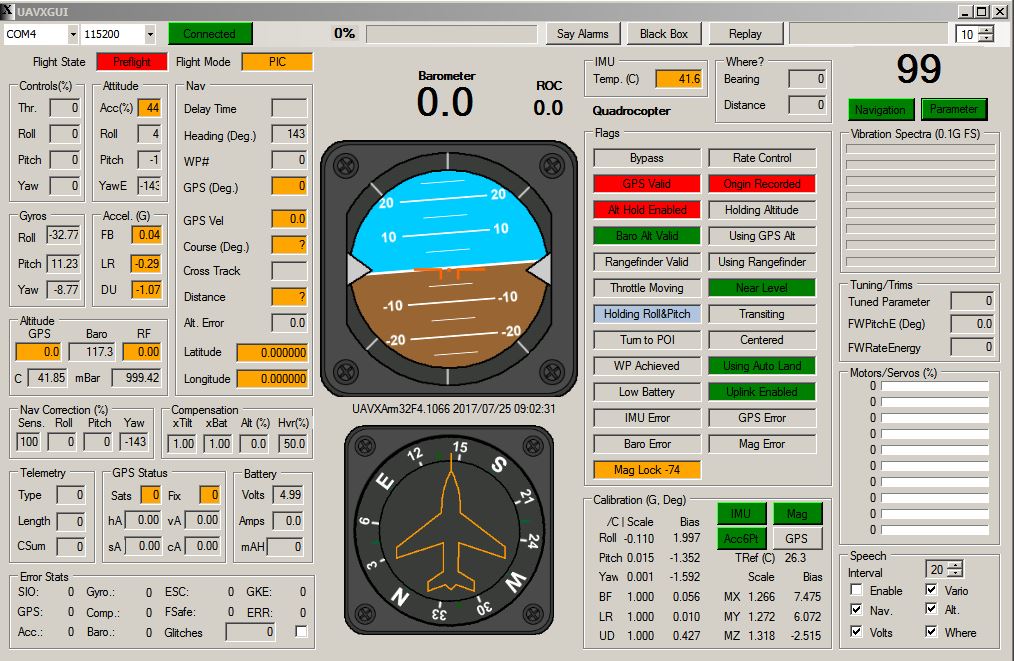 X UAVXGUI
COM4 115200 Connected 0% Say Alarms Black Box Replay 10
Flight State Preflight Flight Mode PIC
Barometer 0.0 ROC 0.0
IMU
Temp. (C) 41.6
Where?
Bearing 0
Distance 0
99
Quadrocopter
Navigation Parameter
Controls(%)
Thr. 0
Roll 0
Pitch 0
Yaw 0
Attitude
Acc(%) 44
Roll 4
Pitch -1
YawE -143
Nav
Delay Time
Heading (Deg.) 143
WP# 0
GPS (Deg.) 0
GPS Vel 0.0
Course (Deg.) ?
Cross Track
Distance ?
Alt. Error 0.0
Latitude 0.000000
Longitude 0.000000
Gyros
Roll -32.77
Pitch 11.23
Yaw -8.77
Accel. (G)
FB 0.04
LR -0.29
DU -1.07
Altitude
GPS Baro RF
0.0 117.3 0.00
C 41.85 mBar 999.42
20 20
10 10
-10 -10
-20 -20
UAVXArm32F4.1066 2017/07/25 09:02:31
12 15 S 21 24 W 30 33 N 3 6 E
Flags
Bypass Rate Control
GPS Valid Origin Recorded
Alt Hold Enabled Holding Altitude
Baro Alt Valid Using GPS Alt
Rangefinder Valid Using Rangefinder
Throttle Moving Near Level
Holding Roll&Pitch Transiting
Turn to POI Centered
WP Achieved Using Auto Land
Low Battery Uplink Enabled
IMU Error GPS Error
Baro Error Mag Error
Mag Lock -74
Vibration Spectra (0.1G FS)
Tuning/Trims
Tuned Parameter 0
FWPitchE (Deg) 0.0
FWRateEnergy 0
Motors/Servos (%)
0
0
0
0
0
0
0
0
0
0
Nav Correction (%)
Sens. Roll Pitch Yaw
100 0 0 -143
Compensation
xTilt xBat Alt (%) Hvr(%)
1.00 1.00 0.0 50.0
Telemetry
Type 0
Length 0
CSum 0
GPS Status
Sats 0 Fix 0
hA 0.00 vA 0.00
sA 0.00 cA 0.00
Battery
Volts 4.99
Amps 0.0
mAH 0
Error Stats
SIO: 0 Gyro.: 0 ESC: 0 GKE: 0
GPS: 0 Comp.: 0 FSafe: 0 ERR: 0
Acc.: 0 Baro.: 0 Glitches 0
Calibration (G, Deg)
/C | Scale Bias IMU Mag
Roll -0.110 1.997 Acc6Pt GPS
Pitch 0.015 -1.352 TRef (C) 26.3
Yaw 0.001 -1.592 Scale Bias
BF 1.000 0.056 MX 1.266 7.475
LR 1.000 0.010 MY 1.272 6.072
UD 1.000 0.427 MZ 1.318 -2.515
Speech
Interval 20
Enable Vario
Nav. Alt.
Volts Where